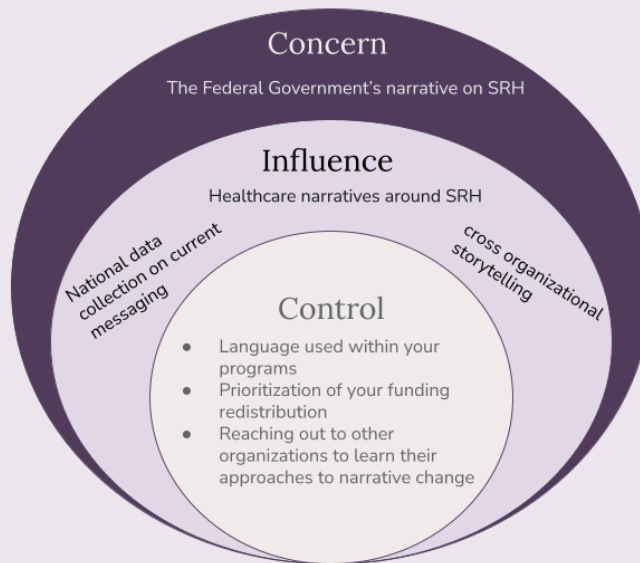 Concern
The Federal Government's narrative on SRH
Influence
Healthcare narratives around SRH
National data
collection on current
messaging
cross organizational
storytelling
Control
● Language used within your
programs
● Prioritization of your funding
redistribution
● Reaching out to other
organizations to learn their
approaches to narrative change